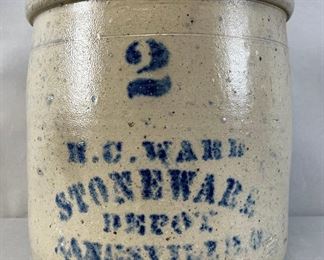 2
H.C. WARD
STONEWARE
DEPOT
ZANESVILLE, O.